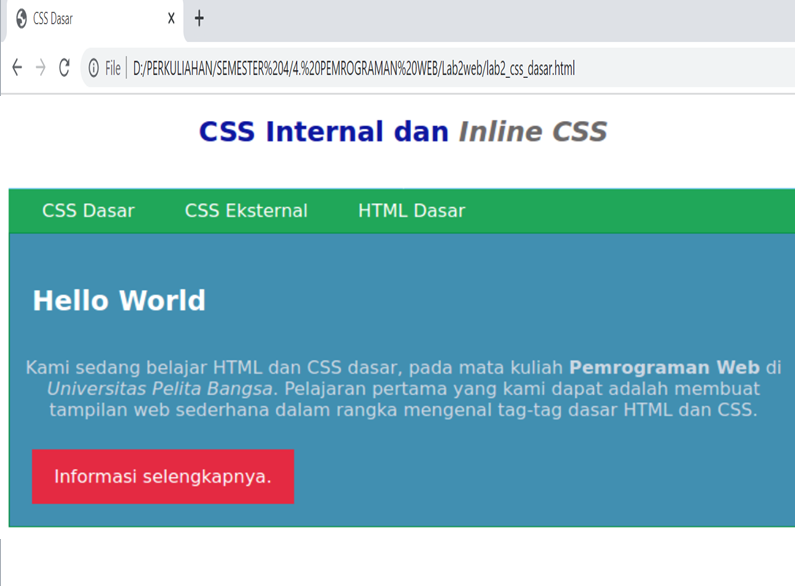 CSS Dasar
File D:/PERKULIAHAN/SEMESTER%204/4.%20PEMROGRAMAN%20WEB/Lab2web/lab2_css_dasar.html
CSS Internal dan Inline CSS
CSS Dasar CSS Eksternal HTML Dasar
Hello World
Kami sedang belajar HTML dan CSS dasar, pada mata kuliah Pemrograman Web di
Universitas Pelita Bangsa. Pelajaran pertama yang kami dapat adalah membuat
tampilan web sederhana dalam rangka mengenal tag-tag dasar HTML dan CSS.
Informasi selengkapnya.